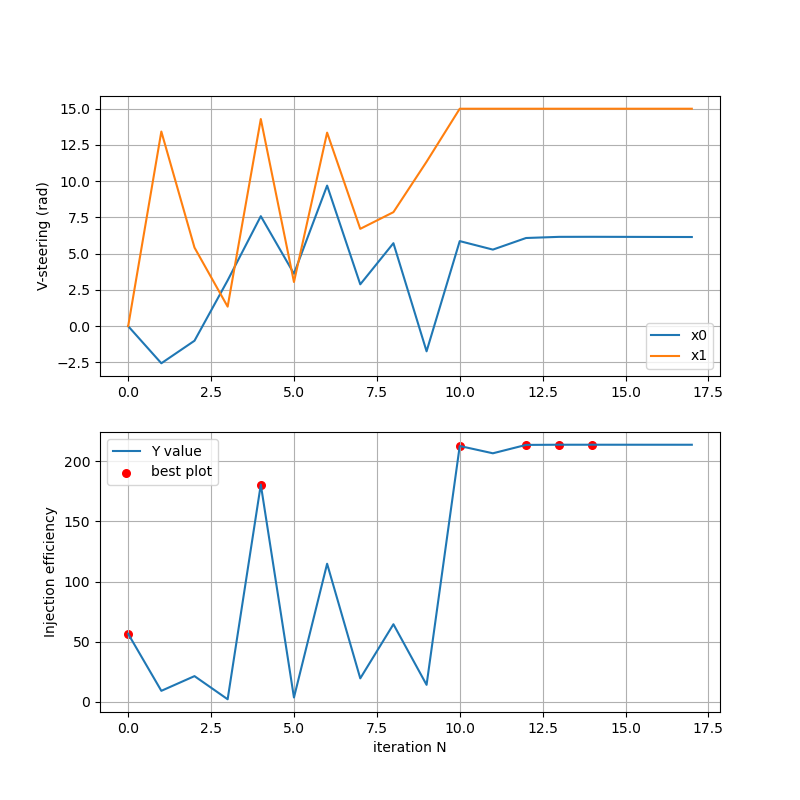 15.0
12.5
10.0
7.5
5.0
2.5
0.0
−2.5
V-steering (rad)
x0
x1
0.0 2.5 5.0 7.5 10.0 12.5 15.0 17.5
Y value
best plot
200
150
100
50
0
Injection efficiency
0.0 2.5 5.0 7.5 10.0 12.5 15.0 17.5
iteration N